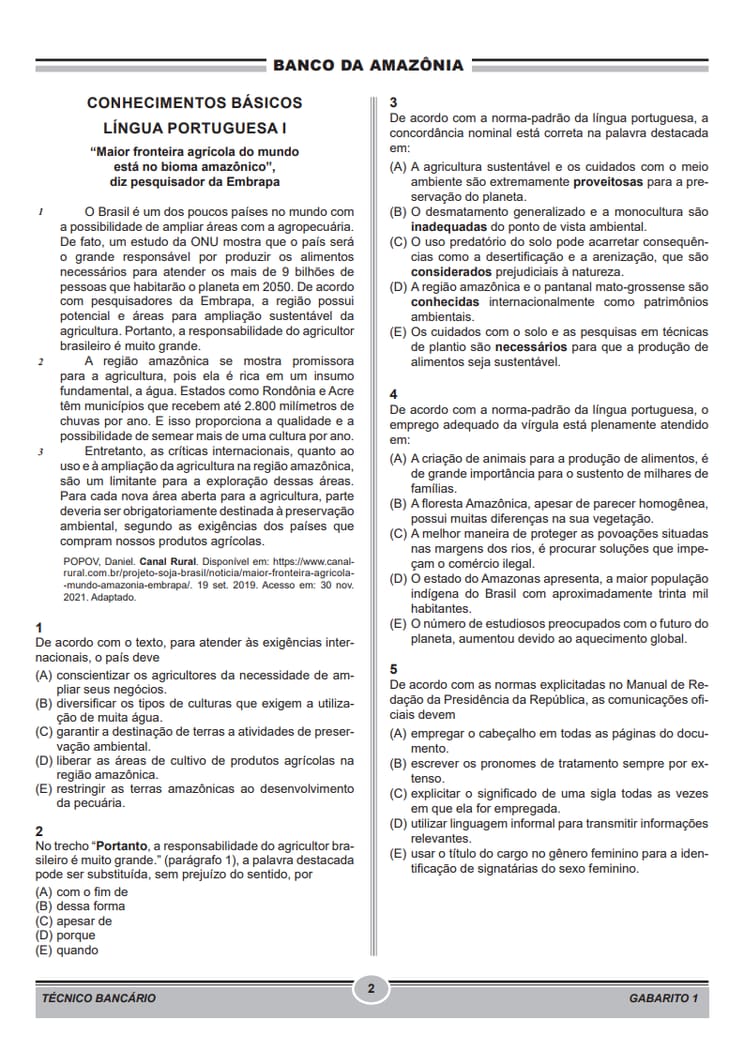 BANCO DA AMAZÔNIA
CONHECIMENTOS BÁSICOS
LÍNGUA PORTUGUESA I
“Maior fronteira agrícola do mundo
está no bioma amazônico”,
diz pesquisador da Embrapa
1 O Brasil é um dos poucos países no mundo com
a possibilidade de ampliar áreas com a agropecuária.
De fato, um estudo da ONU mostra que o país será
o grande responsável por produzir os alimentos
necessários para atender os mais de 9 bilhões de
pessoas que habitarão o planeta em 2050. De acordo
com pesquisadores da Embrapa, a região possui
potencial e áreas para ampliação sustentável da
agricultura. Portanto, a responsabilidade do agricultor
brasileiro é muito grande.
2 A região amazônica se mostra promissora
para a agricultura, pois ela é rica em um insumo
fundamental, a água. Estados como Rondônia e Acre
têm municípios que recebem até 2.800 milímetros de
chuvas por ano. E isso proporciona a qualidade e a
possibilidade de semear mais de uma cultura por ano.
3 Entretanto, as críticas internacionais, quanto ao
uso e à ampliação da agricultura na região amazônica,
são um limitante para a exploração dessas áreas.
Para cada nova área aberta para a agricultura, parte
deveria ser obrigatoriamente destinada à preservação
ambiental, segundo as exigências dos países que
compram nossos produtos agrícolas.
POPOV, Daniel. Canal Rural. Disponível em: https://www.canal-
rural.com.br/projeto-soja-brasil/noticia/maior-fronteira-agricola-
-mundo-amazonia-embrapa/. 19 set. 2019. Acesso em: 30 nov.
2021. Adaptado.
1
De acordo com o texto, para atender às exigências inter-
nacionais, o país deve
(A) conscientizar os agricultores da necessidade de am-
pliar seus negócios.
(B) diversificar os tipos de culturas que exigem a utiliza-
ção de muita água.
(C) garantir a destinação de terras a atividades de preser-
vação ambiental.
(D) liberar as áreas de cultivo de produtos agrícolas na
região amazônica.
(E) restringir as terras amazônicas ao desenvolvimento
da pecuária.
2
No trecho “Portanto, a responsabilidade do agricultor bra-
sileiro é muito grande.” (parágrafo 1), a palavra destacada
pode ser substituída, sem prejuízo do sentido, por
(A) com o fim de
(B) dessa forma
(C) apesar de
(D) porque
(E) quando
3
De acordo com a norma-padrão da língua portuguesa, a
concordância nominal está correta na palavra destacada
em:
(A) A agricultura sustentável e os cuidados com o meio
ambiente são extremamente proveitosas para a pre-
servação do planeta.
(B) O desmatamento generalizado e a monocultura são
inadequadas do ponto de vista ambiental.
(C) O uso predatório do solo pode acarretar consequên-
cias como a desertificação e a arenização, que são
considerados prejudiciais à natureza.
(D) A região amazônica e o pantanal mato-grossense são
conhecidas internacionalmente como patrimônios
ambientais.
(E) Os cuidados com o solo e as pesquisas em técnicas
de plantio são necessários para que a produção de
alimentos seja sustentável.
4
De acordo com a norma-padrão da língua portuguesa, o
emprego adequado da vírgula está plenamente atendido
em:
(A) A criação de animais para a produção de alimentos, é
de grande importância para o sustento de milhares de
famílias.
(B) A floresta Amazônica, apesar de parecer homogênea,
possui muitas diferenças na sua vegetação.
(C) A melhor maneira de proteger as povoações situadas
nas margens dos rios, é procurar soluções que impe-
çam o comércio ilegal.
(D) O estado do Amazonas apresenta, a maior população
indígena do Brasil com aproximadamente trinta mil
habitantes.
(E) O número de estudiosos preocupados com o futuro do
planeta, aumentou devido ao aquecimento global.
5
De acordo com as normas explicitadas no Manual de Re-
dação da Presidência da República, as comunicações ofi-
ciais devem
(A) empregar o cabeçalho em todas as páginas do docu-
mento.
(B) escrever os pronomes de tratamento sempre por ex-
tenso.
(C) explicitar o significado de uma sigla todas as vezes
em que ela for empregada.
(D) utilizar linguagem informal para transmitir informações
relevantes.
(E) usar o título do cargo no gênero feminino para a iden-
tificação de signatárias do sexo feminino.
TÉCNICO BANCÁRIO
2
GABARITO 1